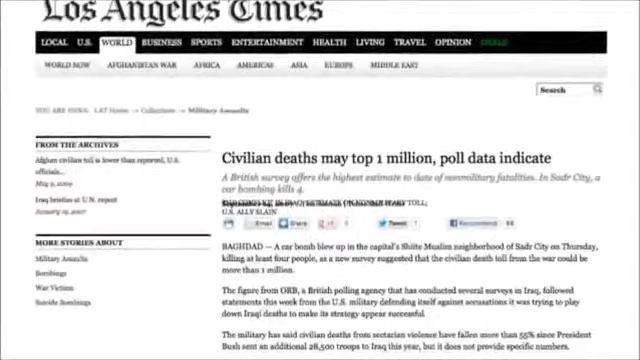 Los Angeles Times
LOCAL U.S. WORLD BUSINESS SPORTS ENTERTAINMENT HEALTH LIVING TRAVEL OPINION DEALS
WORLD NOW AFGHANISTAN WAR AFRICA AMERICAS ASIA EUROPE MIDDLE EAST
Search
YOU ARE HERE: LAT Home → Collections → Military Assaults
FROM THE ARCHIVES
Afghan civilian toll is lower than reported, U.S.
officials...
May 9, 2009
Iraq bristles at U.N. report
January 19, 2007
MORE STORIES ABOUT
Military Assaults
Bombings
War Victims
Suicide Bombings
Civilian deaths may top 1 million, poll data indicate
A British survey offers the highest estimate to date of nonmilitary fatalities. In Sadr City, a
car bombing kills 4.
TOLL;
U.S. ALLY SLAIN
Email Share +1 0 Tweet 1 Recommend
BAGHDAD — A car bomb blew up in the capital's Shiite Muslim neighborhood of Sadr City on Thursday,
killing at least four people, as a new survey suggested that the civilian death toll from the war could be
more than 1 million.
The figure from ORB, a British polling agency that has conducted several surveys in Iraq, followed
statements this week from the U.S. military defending itself against accusations it was trying to play
down Iraqi deaths to make its strategy appear successful.
The military has said civilian deaths from sectarian violence have fallen more than 55% since President
Bush sent an additional 28,500 troops to Iraq this year, but it does not provide specific numbers.